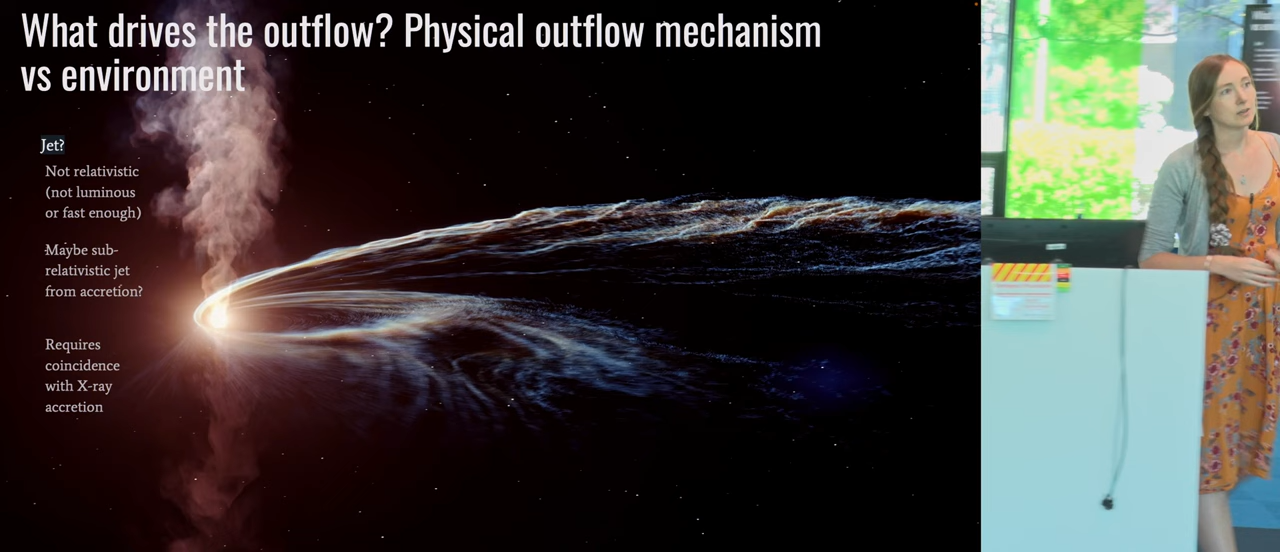 What drives the outflow? Physical outflow mechanism
vs environment
Jet?
Not relativistic
(not luminous
or fast enough)
Maybe sub-
relativistic jet
from accretion?
Requires
coincidence
with X-ray
accretion